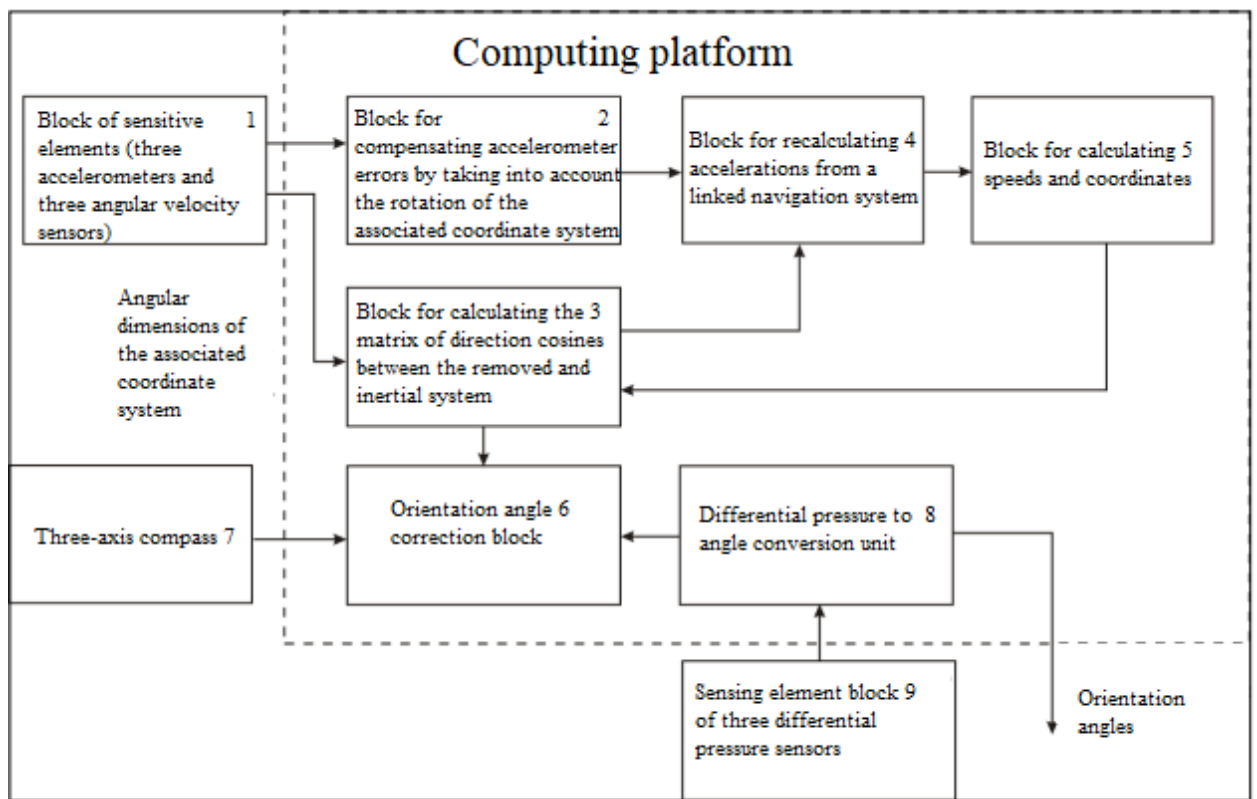 Computing platform
Block of sensitive 1
elements (three
accelerometers and
three angular velocity
sensors)
Block for 2
compensating accelerometer
errors by taking into account
the rotation of the
associated coordinate system
Block for recalculating 4
accelerations from a
linked navigation system
Block for calculating 5
speeds and coordinates
Angular
dimensions of
the associated
coordinate
system
Block for calculating the 3
matrix of direction cosines
between the removed and
inertial system
Three-axis compass 7
Orientation angle 6
correction block
Differential pressure to 8
angle conversion unit
Sensing element block 9
of three differential
pressure sensors
Orientation
angles